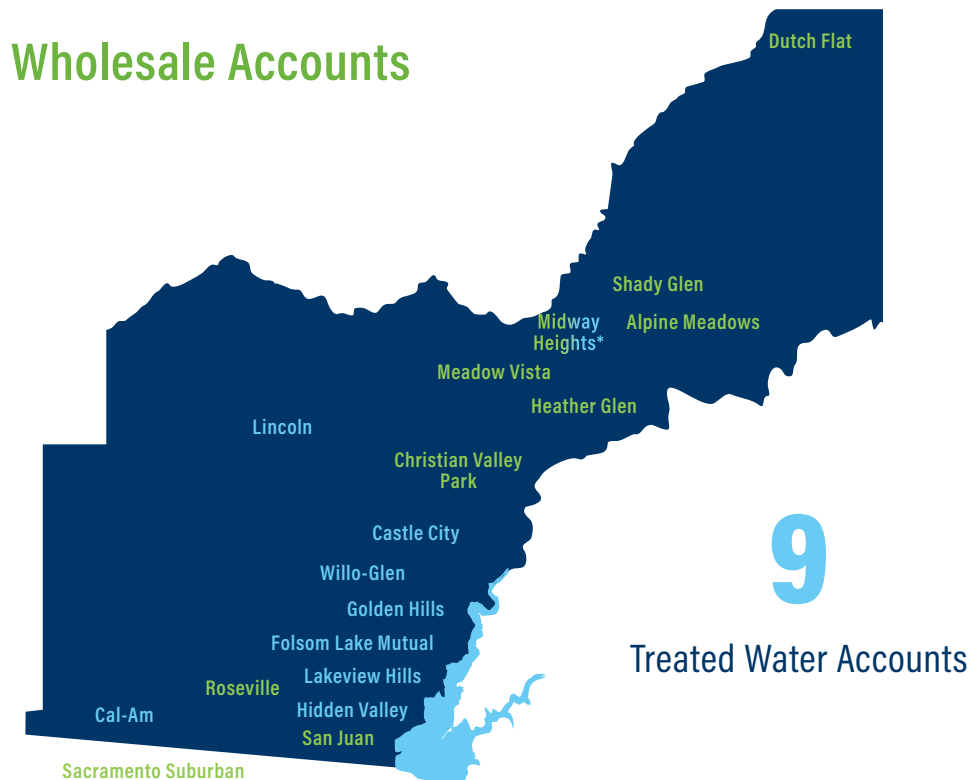 Wholesale Accounts
Dutch Flat
Shady Glen
Midway
Heights*
Alpine Meadows
Meadow Vista
Heather Glen
Lincoln
Christian Valley
Park
Castle City
Willo-Glen
Golden Hills
Folsom Lake Mutual
Lakeview Hills
Roseville
Hidden Valley
Cal-Am
San Juan
Sacramento Suburban
9
Treated Water Accounts